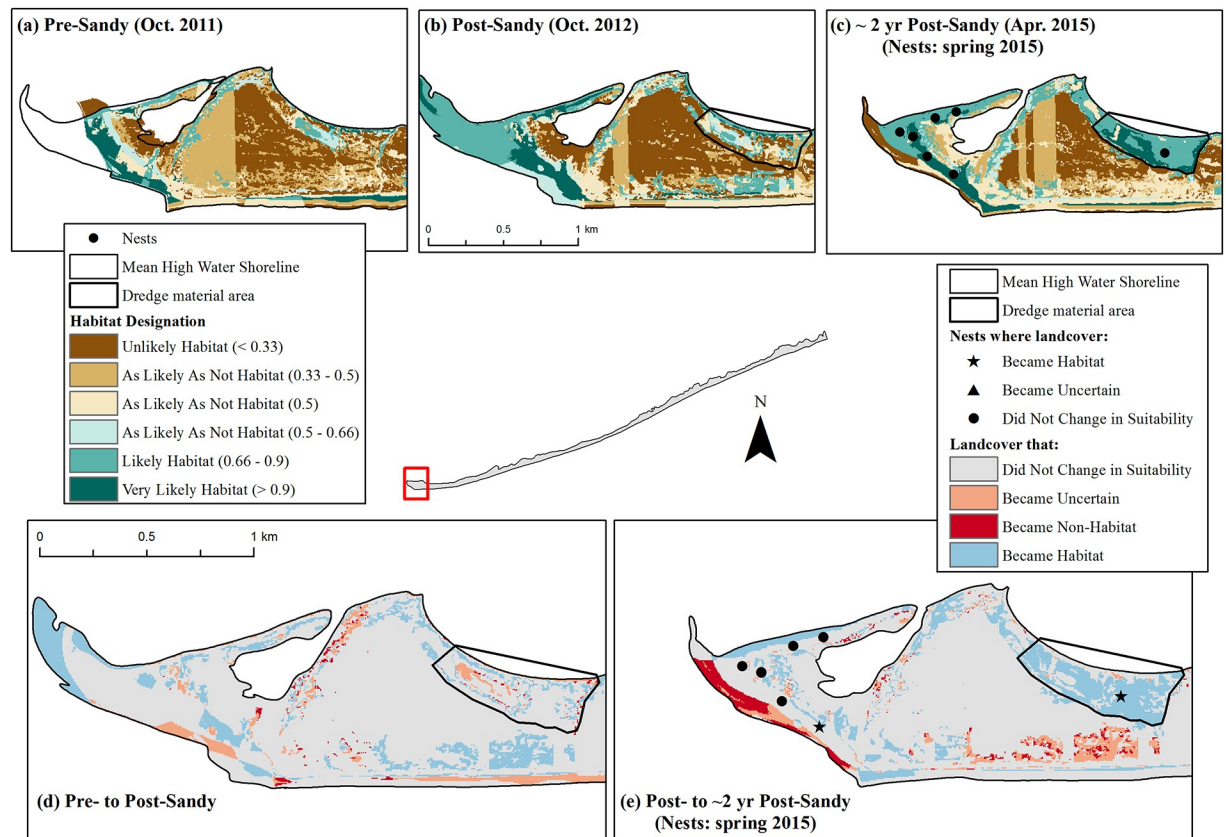 (a) Pre-Sandy (Oct. 2011)
(b) Post-Sandy (Oct. 2012)
(c) ~ 2 yr Post-Sandy (Apr. 2015)
(Nests: spring 2015)
0 0.5 1 km
Nests
Mean High Water Shoreline
Dredge material area
Habitat Designation
Unlikely Habitat (< 0.33)
As Likely As Not Habitat (0.33 - 0.5)
As Likely As Not Habitat (0.5)
As Likely As Not Habitat (0.5 - 0.66)
Likely Habitat (0.66 - 0.9)
Very Likely Habitat (> 0.9)
N
Mean High Water Shoreline
Dredge material area
Nests where landcover:
Became Habitat
Became Uncertain
Did Not Change in Suitability
Landcover that:
Did Not Change in Suitability
Became Uncertain
Became Non-Habitat
Became Habitat
0 0.5 1 km
(d) Pre- to Post-Sandy
(e) Post- to ~2 yr Post-Sandy
(Nests: spring 2015)